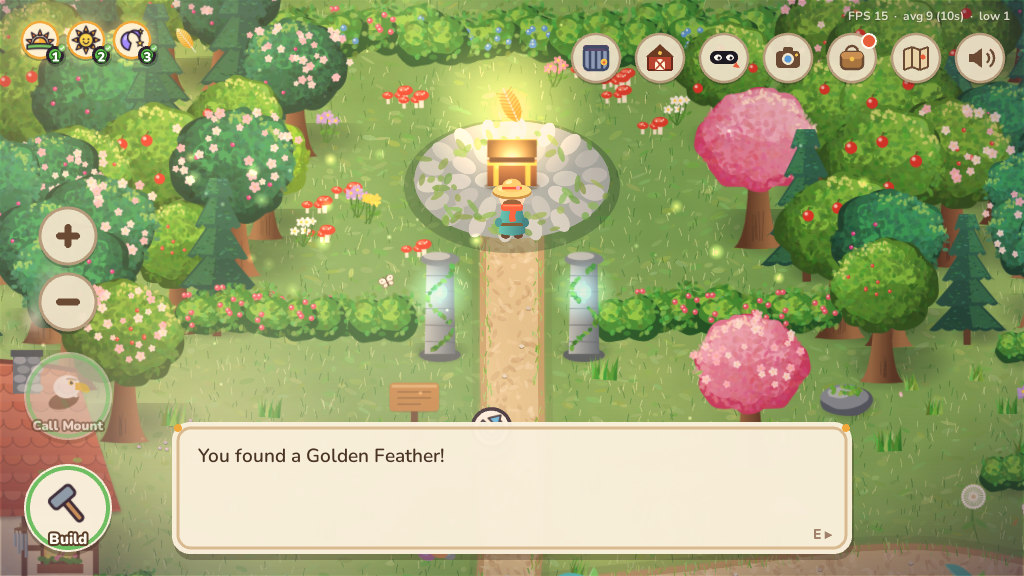 FPS 15 · avg 9 (10s) · low 1
1
2
3
Call Mount
Build
You found a Golden Feather!
E ▶